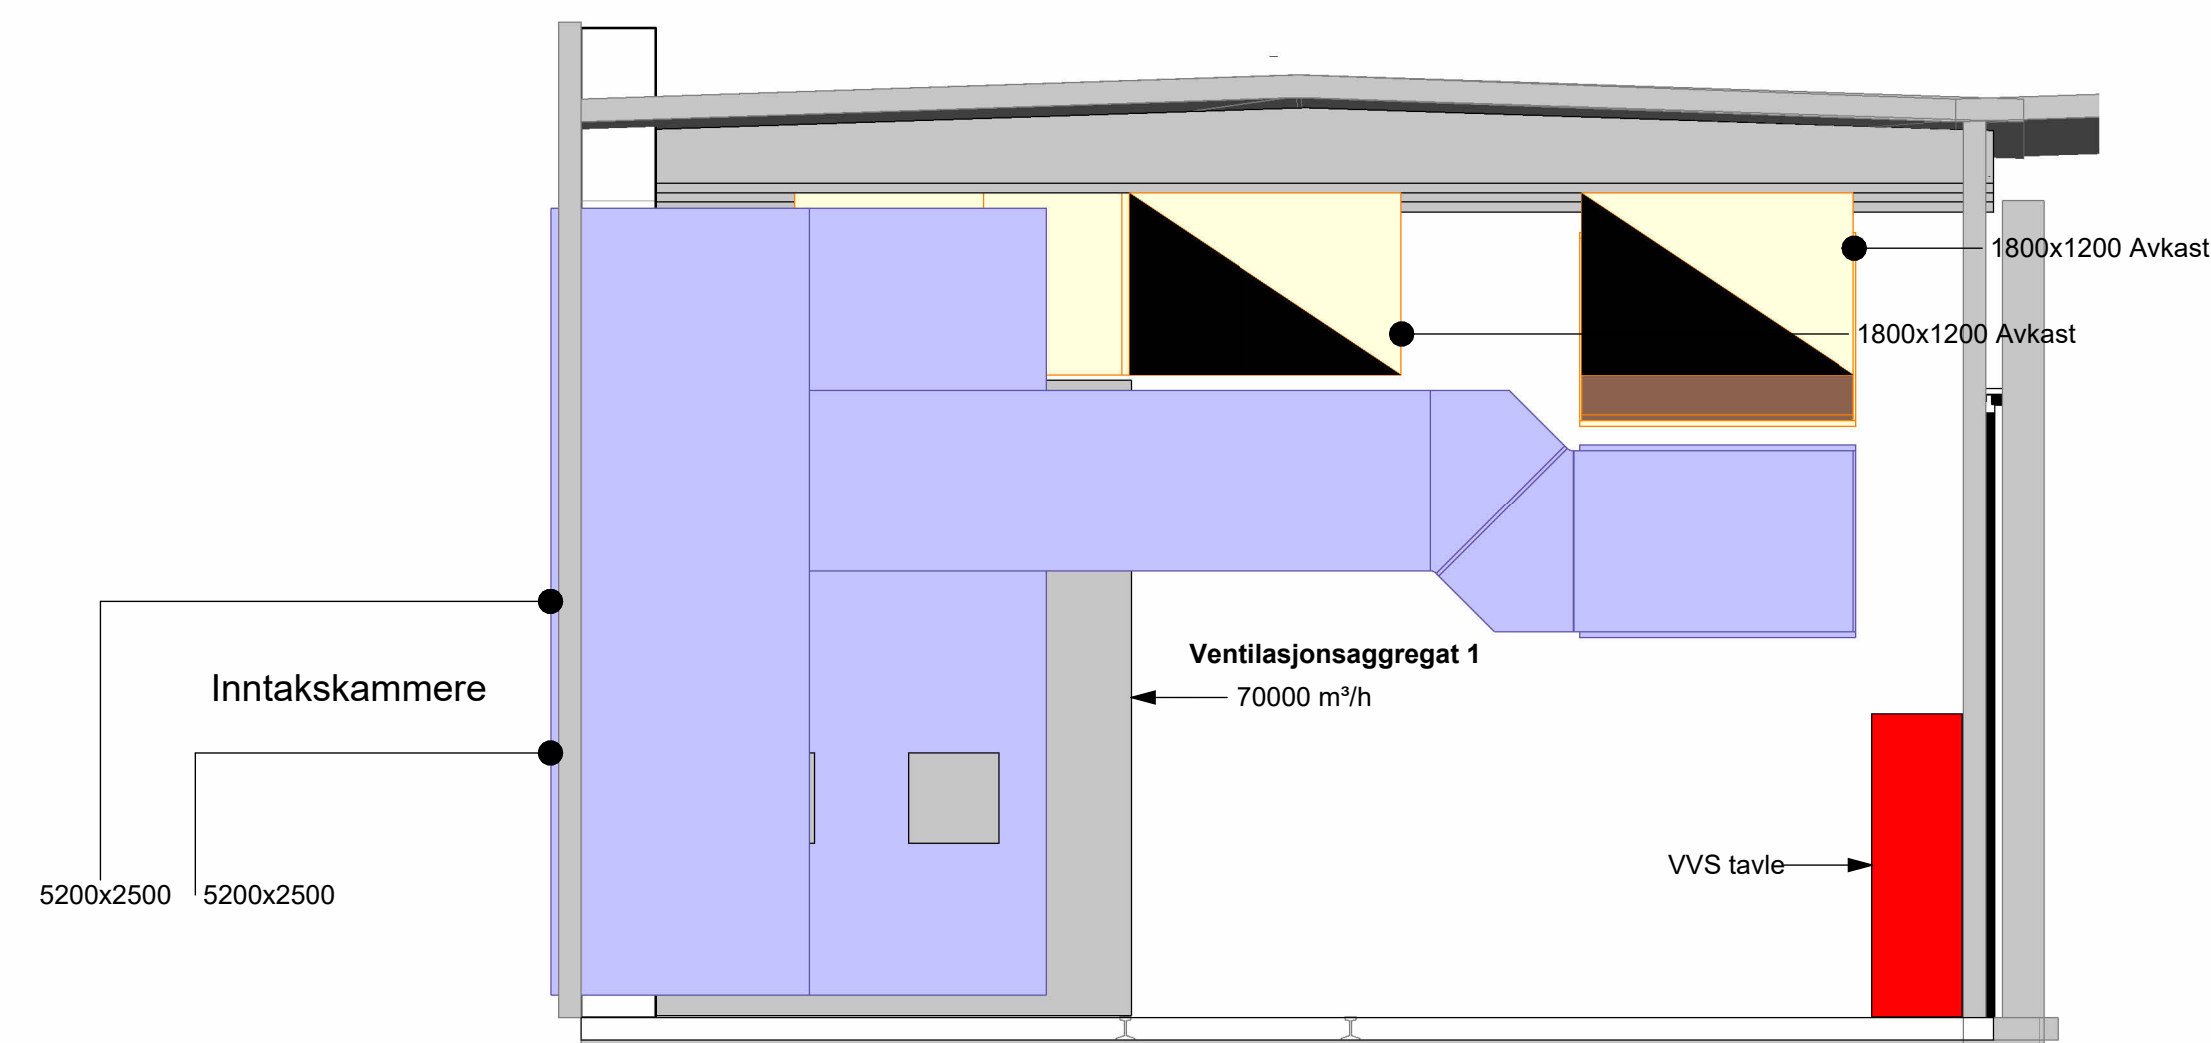 1800x1200 Avkast
1800x1200 Avkast
Ventilasjonsaggregat 1
70000 m³/h
Inntakskammere
VVS tavle
5200x2500
5200x2500